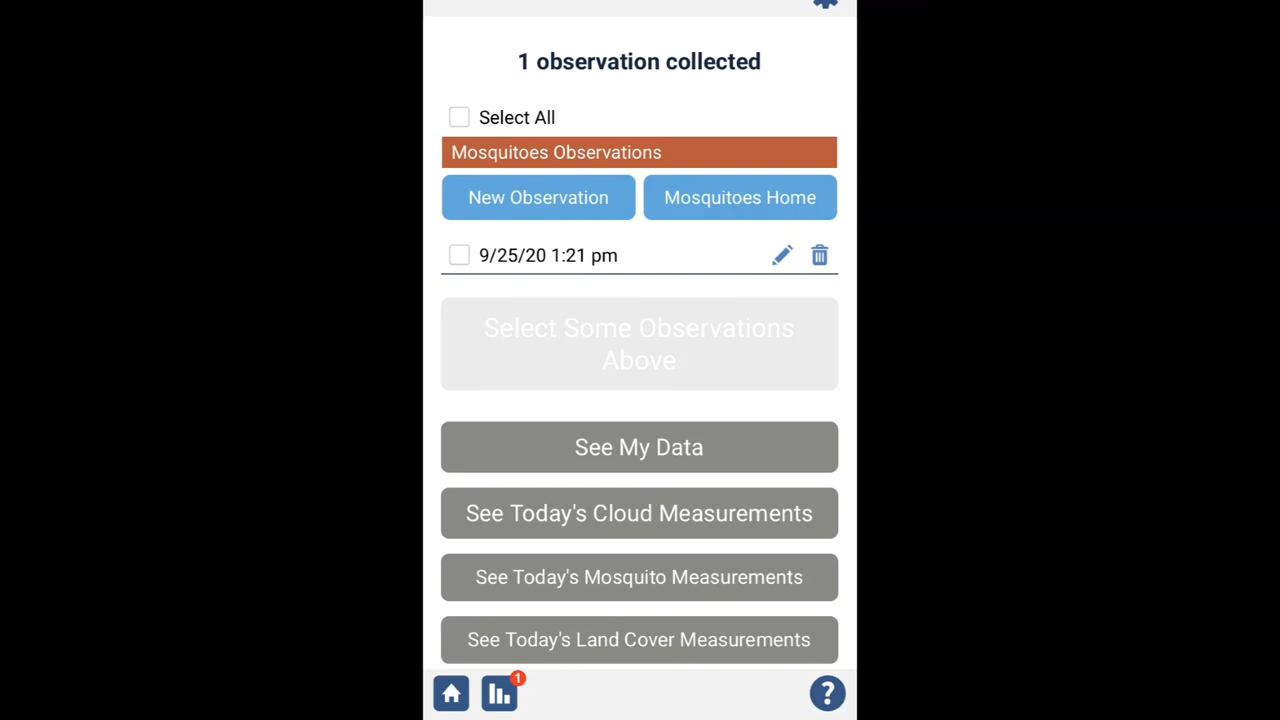 1 observation collected
Select All
Mosquitoes Observations
New Observation
Mosquitoes Home
9/25/20 1:21 pm
Select Some Observations
Above
See My Data
See Today's Cloud Measurements
See Today's Mosquito Measurements
See Today's Land Cover Measurements
1
?